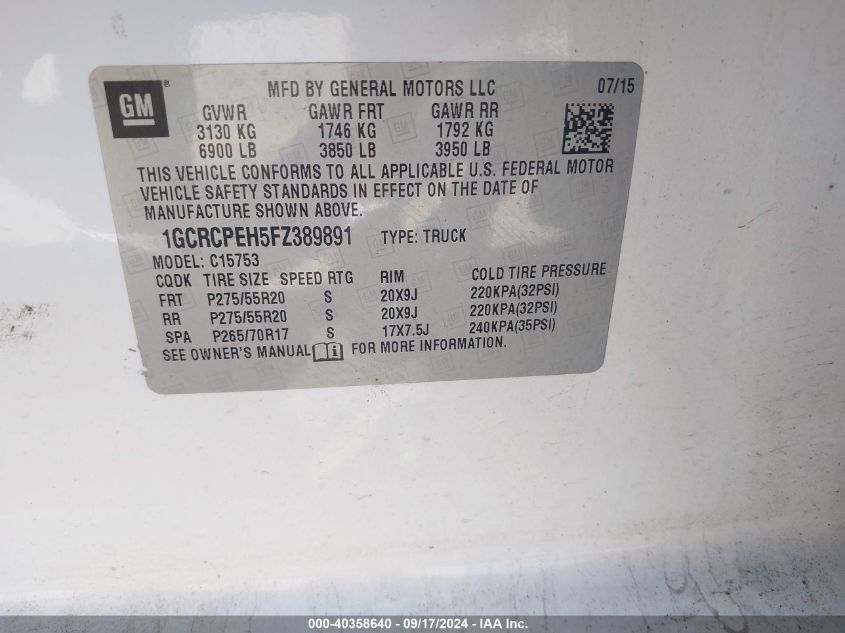 GM ®
MFD BY GENERAL MOTORS LLC 07/15
GVWR GAWR FRT GAWR RR
3130 KG 1746 KG 1792 KG
6900 LB 3850 LB 3950 LB
THIS VEHICLE CONFORMS TO ALL APPLICABLE U.S. FEDERAL MOTOR
VEHICLE SAFETY STANDARDS IN EFFECT ON THE DATE OF
MANUFACTURE SHOWN ABOVE.
1GCRCPEH5FZ389891 TYPE: TRUCK
MODEL: C15753
CQDK TIRE SIZE SPEED RTG RIM COLD TIRE PRESSURE
FRT P275/55R20 S 20X9J 220KPA(32PSI)
RR P275/55R20 S 20X9J 220KPA(32PSI)
SPA P265/70R17 S 17X7.5J 240KPA(35PSI)
SEE OWNER'S MANUAL i FOR MORE INFORMATION.
000-40358640 - 09/17/2024 - IAA Inc.